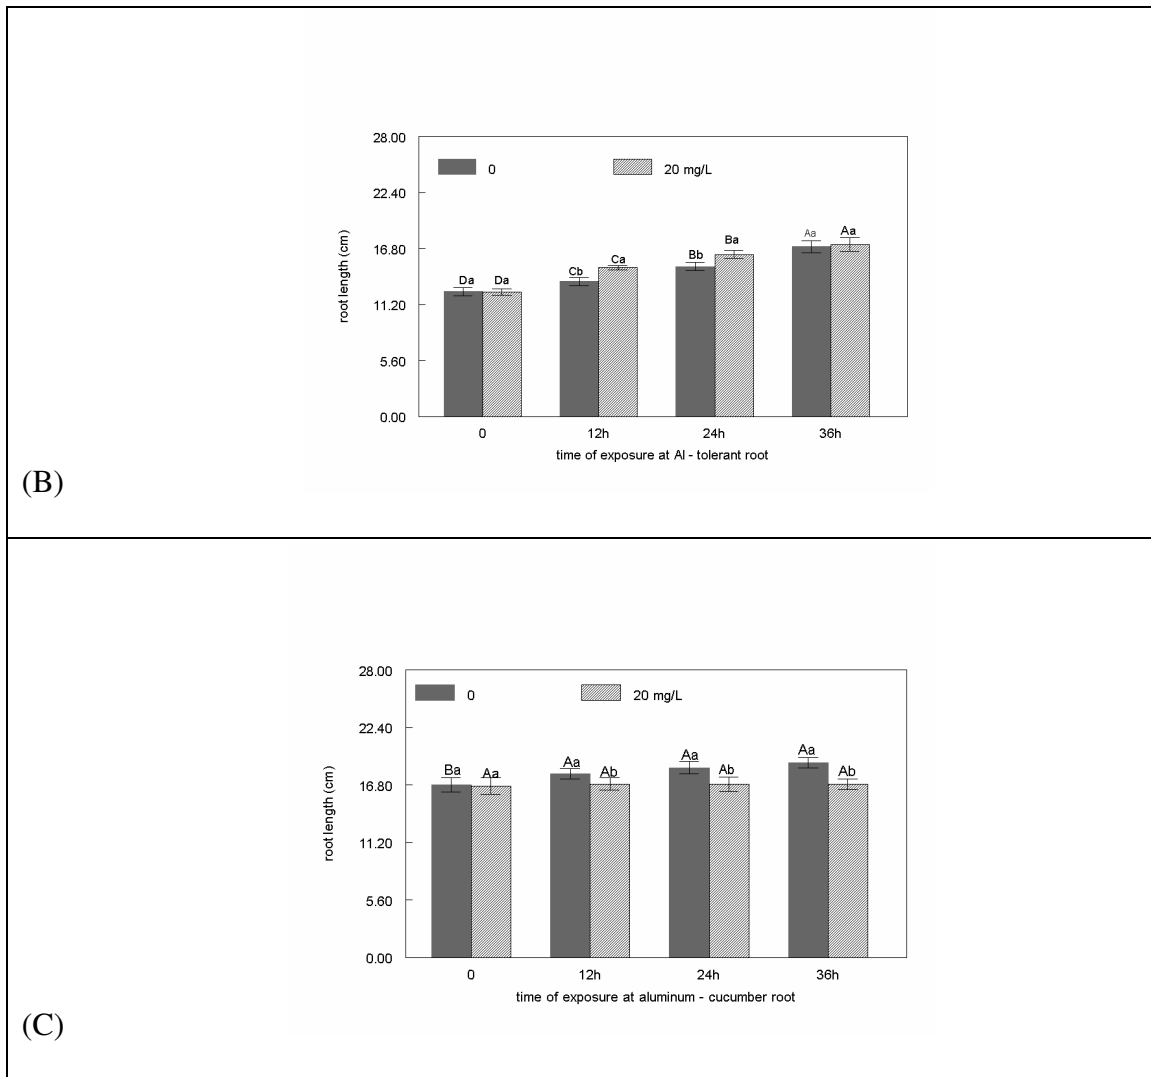 28.00
0
20 mg/L
22.40
Aa
Aa
Ba
16.80
Bb
Ca
Cb
Da
Da
11.20
5.60
0.00
root length (cm)
0
12h
24h
36h
time of exposure at Al - tolerant root
(B)
28.00
0
20 mg/L
22.40
Aa
Aa
Aa
Ba
Aa
Ab
Ab
Ab
16.80
11.20
5.60
0.00
root length (cm)
0
12h
24h
36h
time of exposure at aluminum - cucumber root
(C)